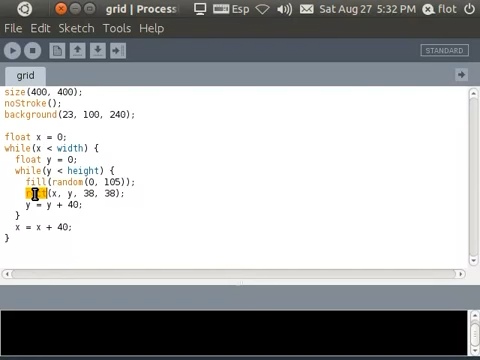 grid | Process
Esp
Sat Aug 27 5:32 PM
flot
File Edit Sketch Tools Help
STANDARD
grid
size(400, 400);
noStroke();
background(23, 100, 240);
float x = 0;
while(x < width) {
float y = 0;
while(y < height) {
fill(random(0, 105));
(x, y, 38, 38);
y = y + 40;
}
x = x + 40;
}